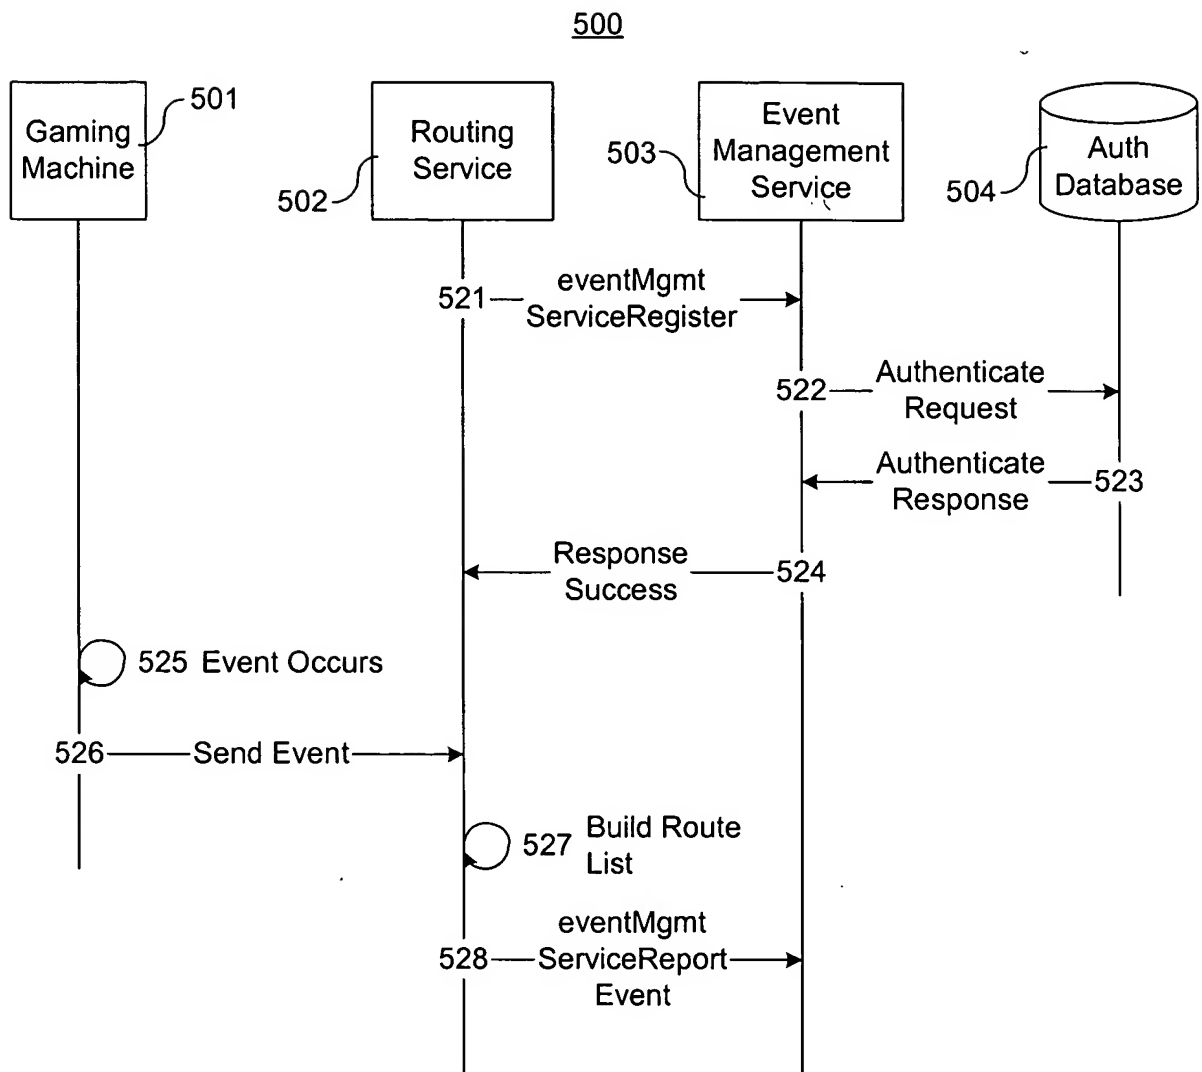 500
Gaming
Machine
501
Routing
Service
502
Event
Management
Service
503
Auth
Database
504
521
eventMgmt
ServiceRegister
522
Authenticate
Request
Authenticate
Response
523
Response
Success
524
525 Event Occurs
526
Send Event
527
Build Route
List
528
eventMgmt
ServiceReport
Event